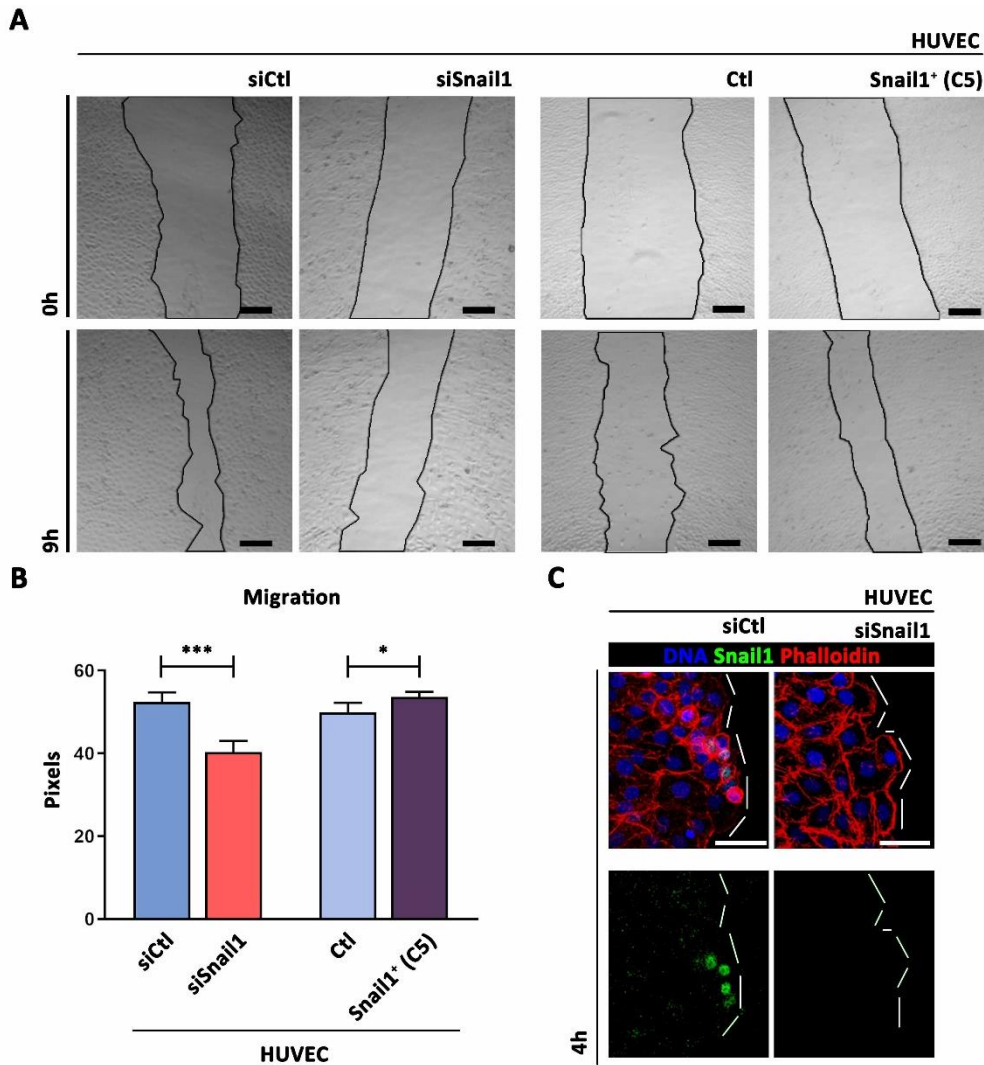 A
HUVEC
siCtl siSnail1 Ctl Snail1⁺ (C5)
0h
9h
B
Migration
*** *
60
40
20
0
Pixels
siCtl
siSnail1
Ctl
Snail1⁺ (C5)
HUVEC
C
HUVEC
siCtl siSnail1
DNA Snail1 Phalloidin
4h